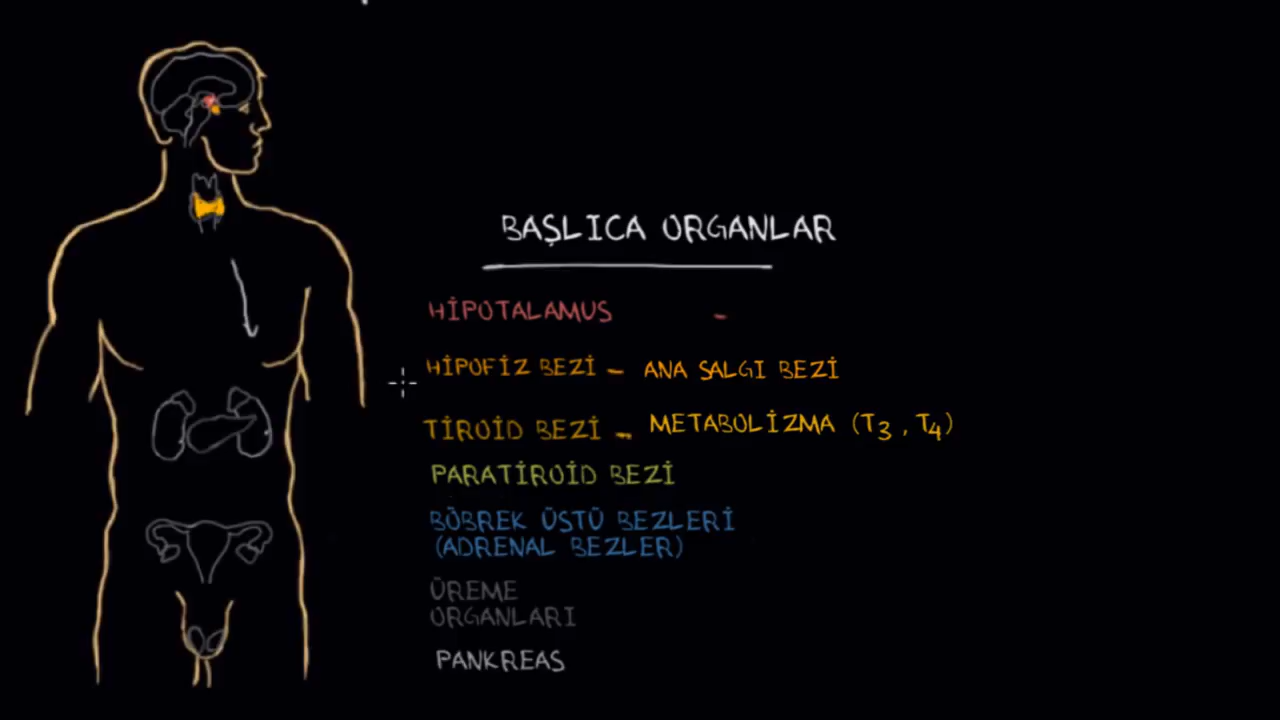 BAŞLICA ORGANLAR
HİPOTALAMUS -
HİPOFİZ BEZİ - ANA SALGI BEZİ
TİROİD BEZİ - METABOLİZMA (T3, T4)
PARATİROİD BEZİ
BÖBREK ÜSTÜ BEZLERİ
(ADRENAL BEZLER)
ÜREME
ORGANLARI
PANKREAS